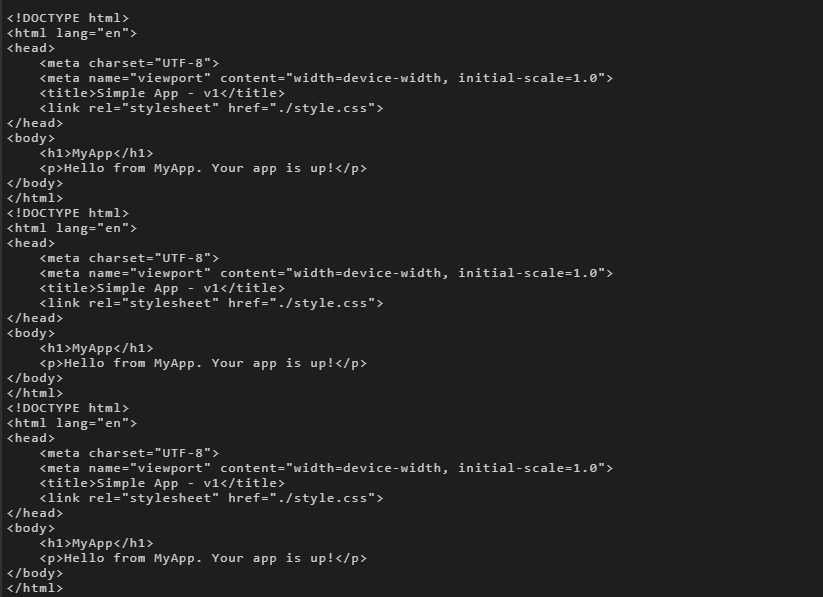 <!DOCTYPE html>
<html lang="en">
<head>
    <meta charset="UTF-8">
    <meta name="viewport" content="width=device-width, initial-scale=1.0">
    <title>Simple App - v1</title>
    <link rel="stylesheet" href="./style.css">
</head>
<body>
    <h1>MyApp</h1>
    <p>Hello from MyApp. Your app is up!</p>
</body>
</html>
<!DOCTYPE html>
<html lang="en">
<head>
    <meta charset="UTF-8">
    <meta name="viewport" content="width=device-width, initial-scale=1.0">
    <title>Simple App - v1</title>
    <link rel="stylesheet" href="./style.css">
</head>
<body>
    <h1>MyApp</h1>
    <p>Hello from MyApp. Your app is up!</p>
</body>
</html>
<!DOCTYPE html>
<html lang="en">
<head>
    <meta charset="UTF-8">
    <meta name="viewport" content="width=device-width, initial-scale=1.0">
    <title>Simple App - v1</title>
    <link rel="stylesheet" href="./style.css">
</head>
<body>
    <h1>MyApp</h1>
    <p>Hello from MyApp. Your app is up!</p>
</body>
</html>